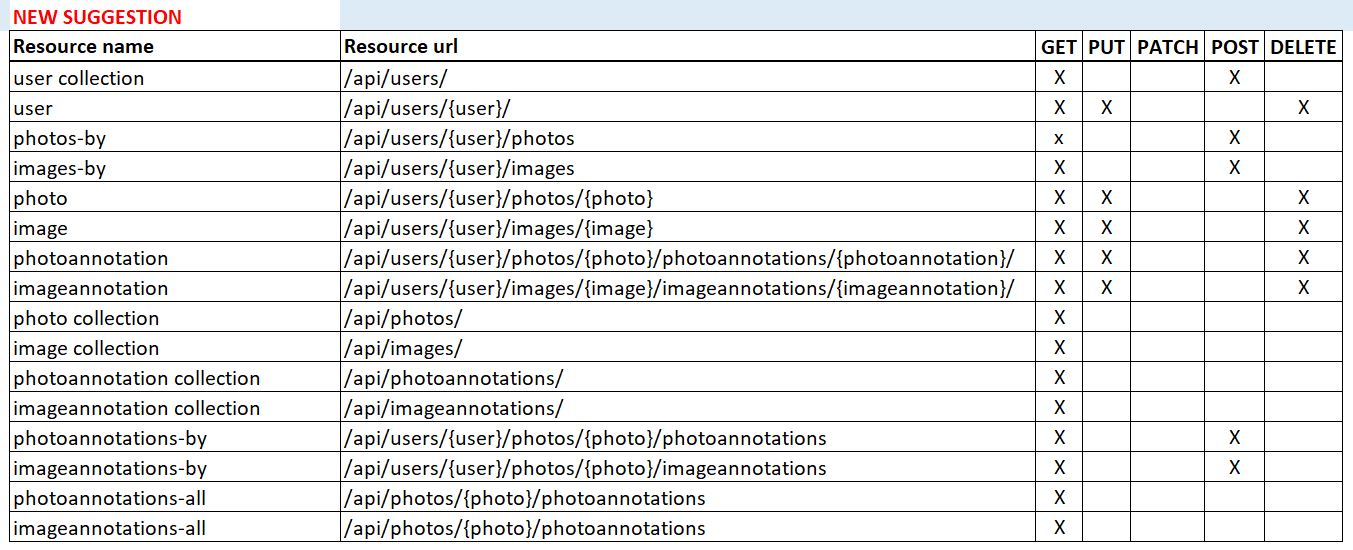 NEW SUGGESTION
Resource name Resource url GET PUT PATCH POST DELETE
user collection /api/users/ X X
user /api/users/{user}/ X X X
photos-by /api/users/{user}/photos x X
images-by /api/users/{user}/images X X
photo /api/users/{user}/photos/{photo} X X X
image /api/users/{user}/images/{image} X X X
photoannotation /api/users/{user}/photos/{photo}/photoannotations/{photoannotation}/ X X X
imageannotation /api/users/{user}/images/{image}/imageannotations/{imageannotation}/ X X X
photo collection /api/photos/ X
image collection /api/images/ X
photoannotation collection /api/photoannotations/ X
imageannotation collection /api/imageannotations/ X
photoannotations-by /api/users/{user}/photos/{photo}/photoannotations X X
imageannotations-by /api/users/{user}/photos/{photo}/imageannotations X X
photoannotations-all /api/photos/{photo}/photoannotations X
imageannotations-all /api/photos/{photo}/photoannotations X